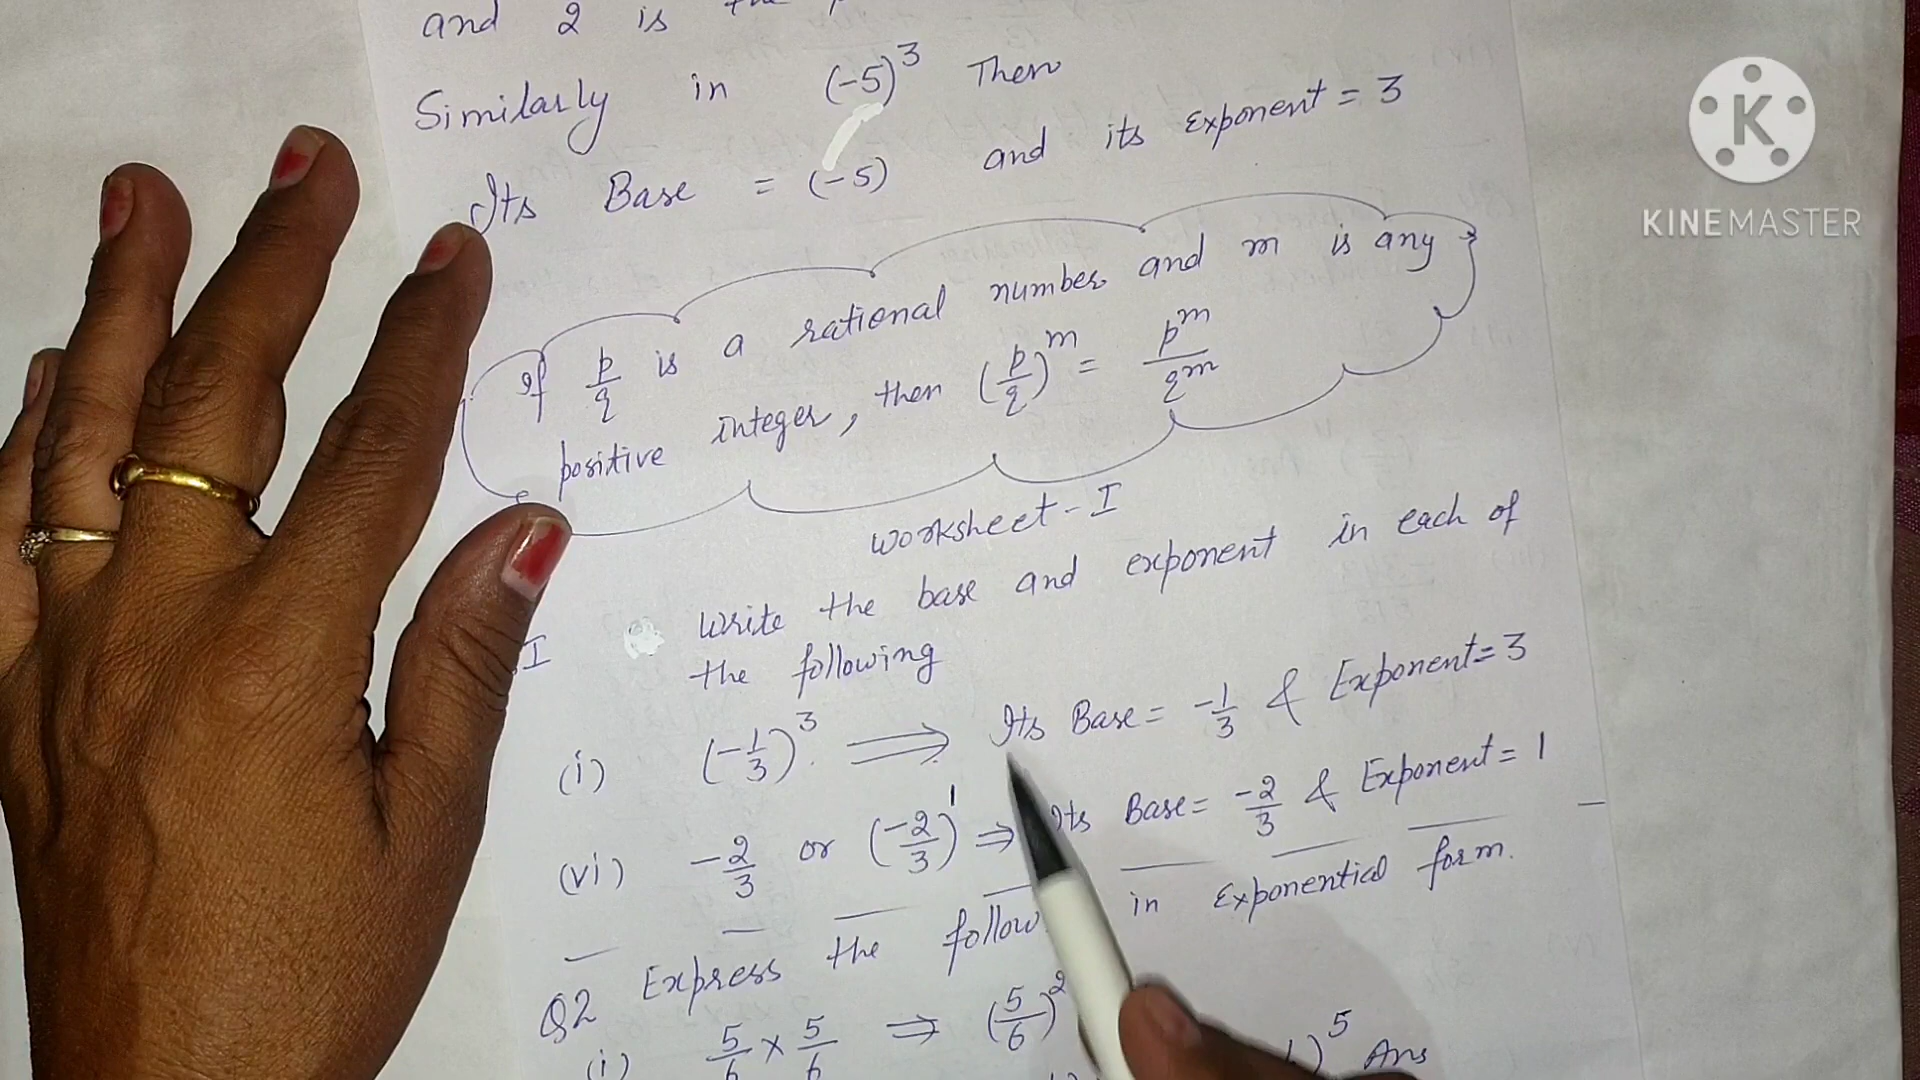 and 2 is the
Similarly in (-5)³ Then
Its Base = (-5) and its exponent = 3
If p/q is a rational number and m is any
positive integer, then (p/q)^m = p^m/q^m
Worksheet-I
I Write the base and exponent in each of
the following
(i) (-1/3)³ ⟹ Its Base = -1/3 & Exponent = 3
(vi) -2/3 or (-2/3)¹ ⇒ Its Base = -2/3 & Exponent = 1
Q2 Express the follow in Exponential form.
(i) 5/6 × 5/6 ⇒ (5/6)²
)⁵ Ans
K
KINEMASTER